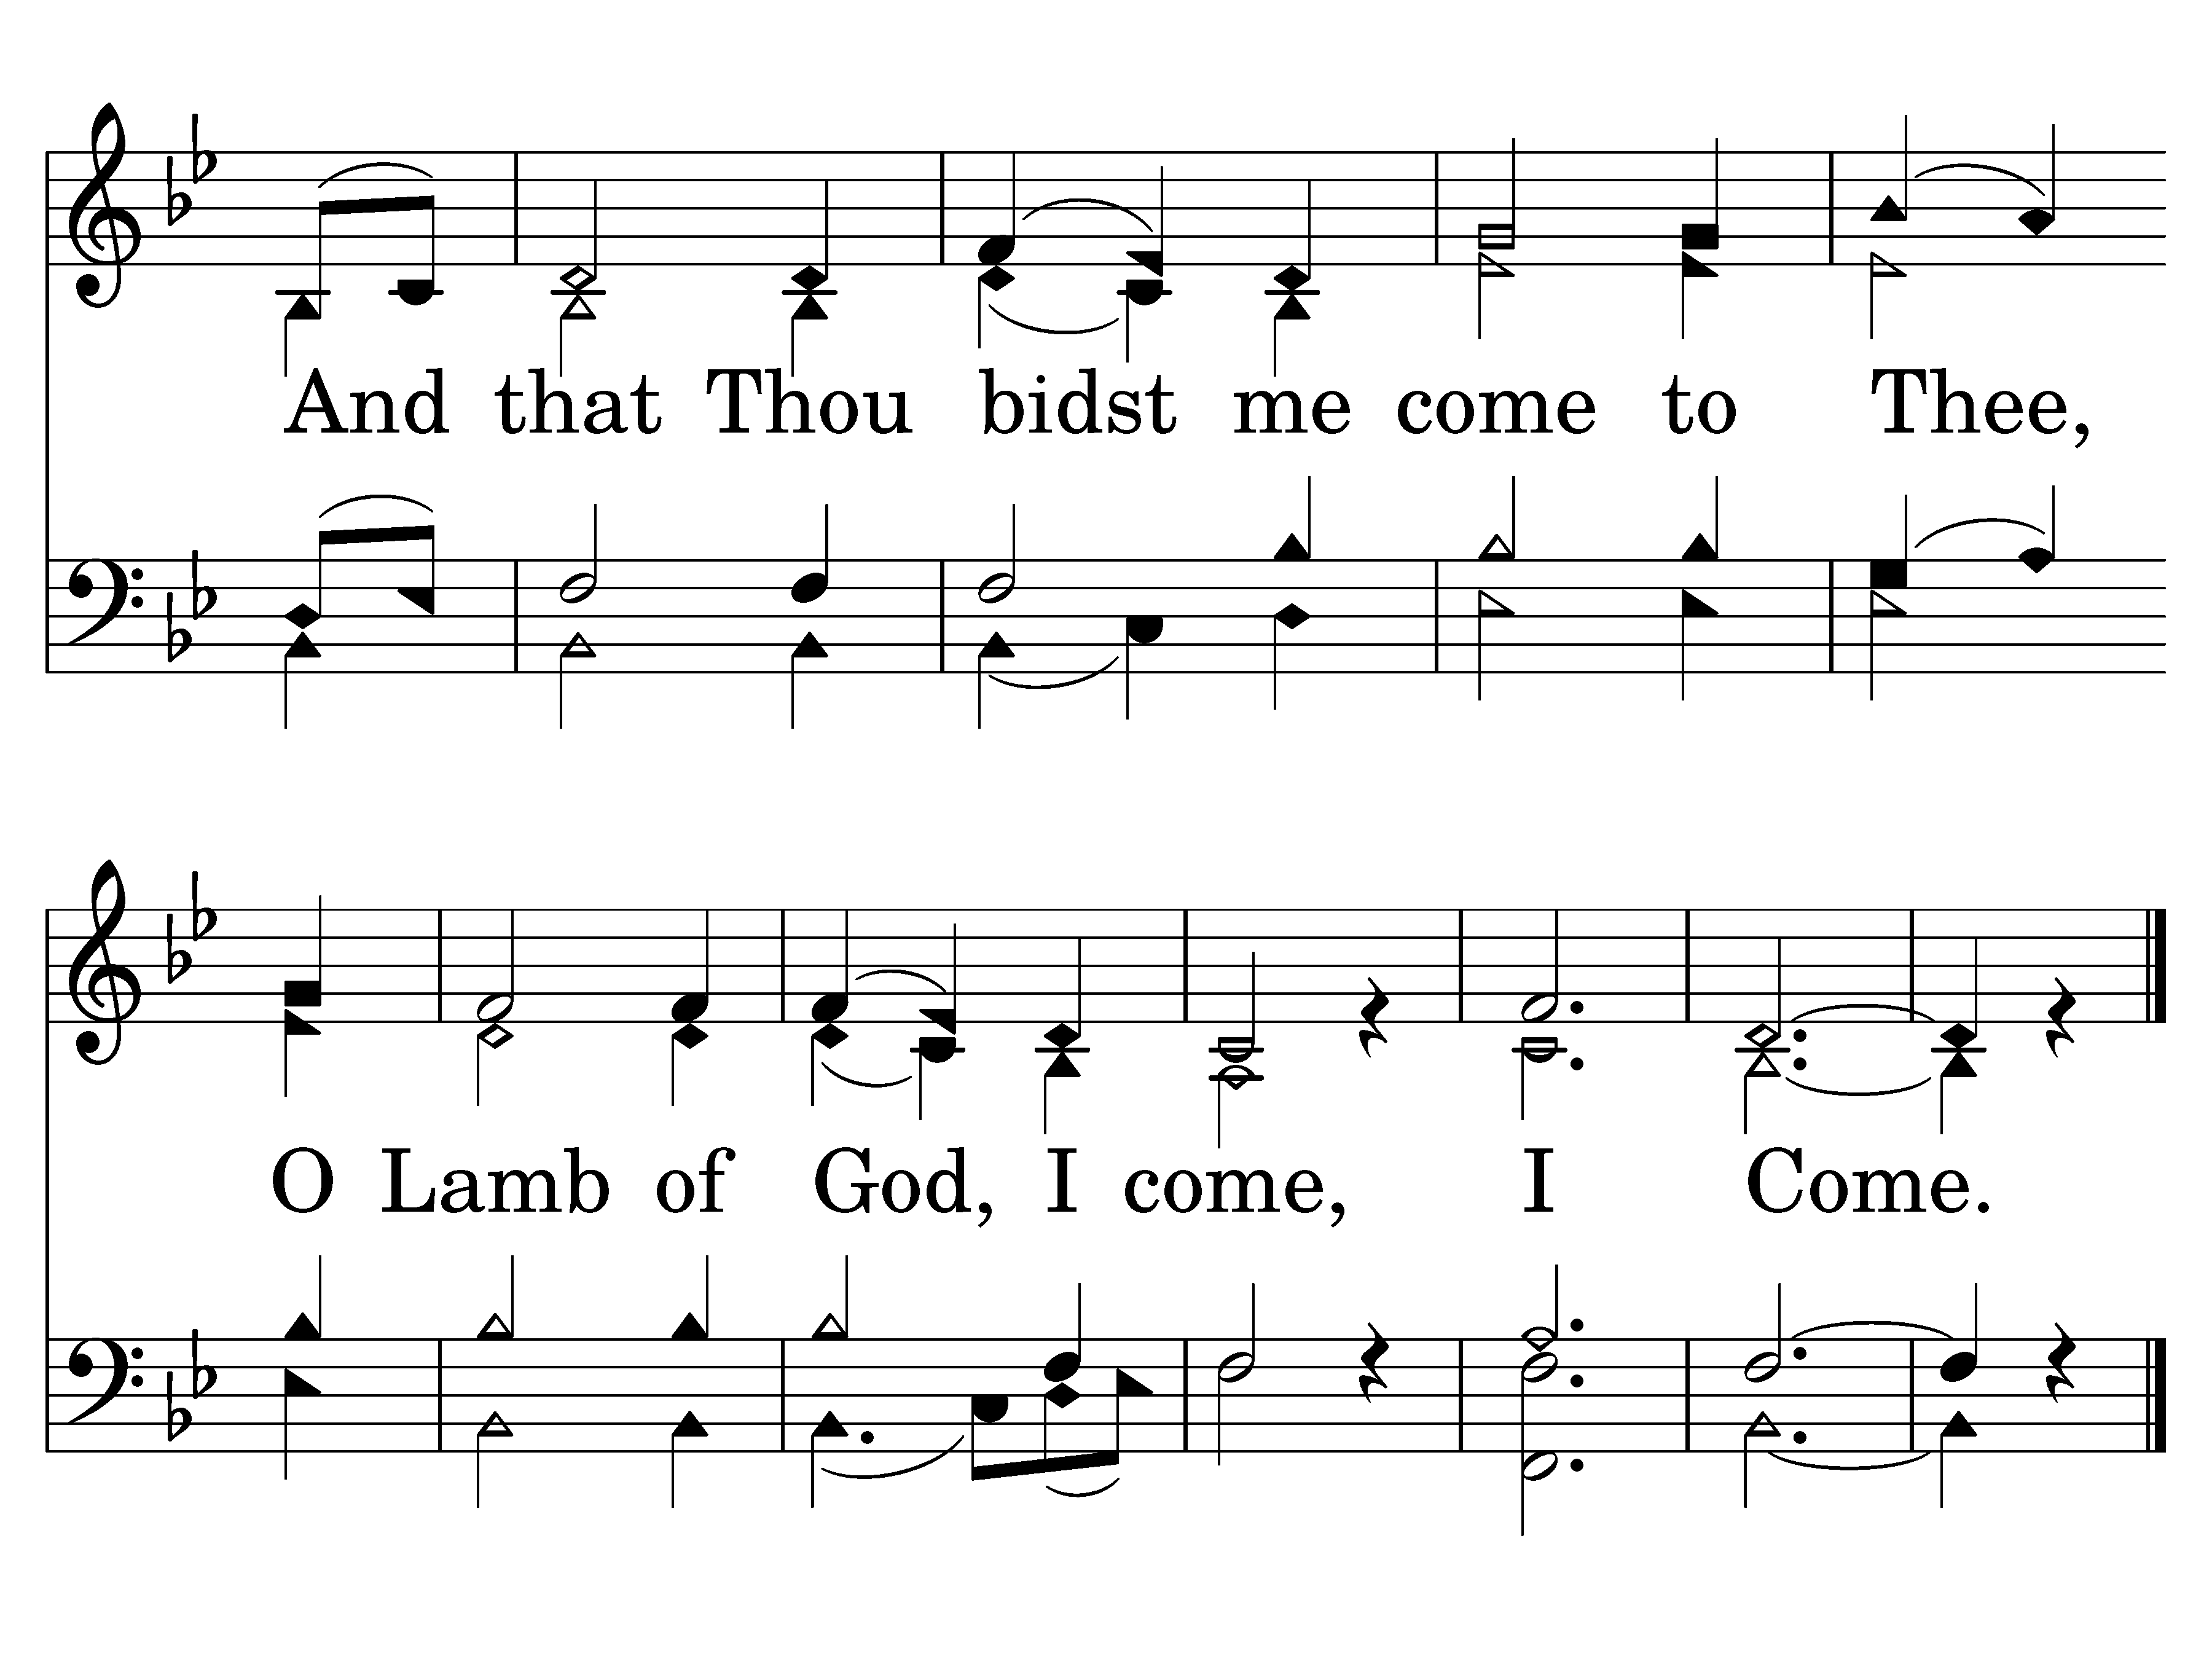 And that Thou bidst me come to Thee,
O Lamb of God, I come, I Come.